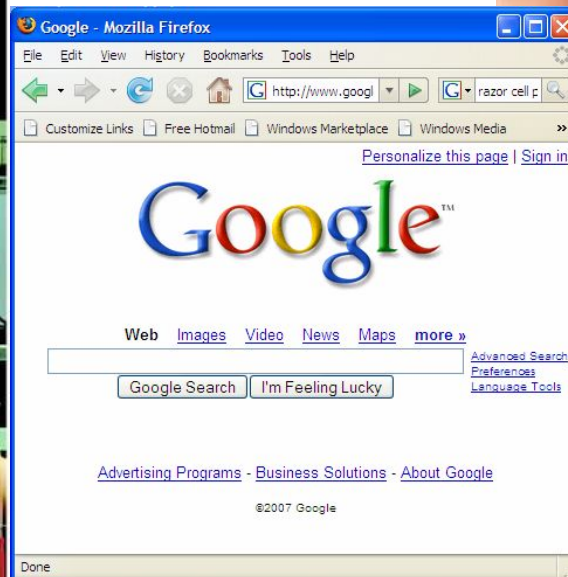 Google - Mozilla Firefox
File Edit View History Bookmarks Tools Help
G http://www.googl G razor cell p
Customize Links Free Hotmail Windows Marketplace Windows Media »
Personalize this page | Sign in
Google™
Web Images Video News Maps more »
Advanced Search
Preferences
Language Tools
Google Search I'm Feeling Lucky
Advertising Programs - Business Solutions - About Google
©2007 Google
Done